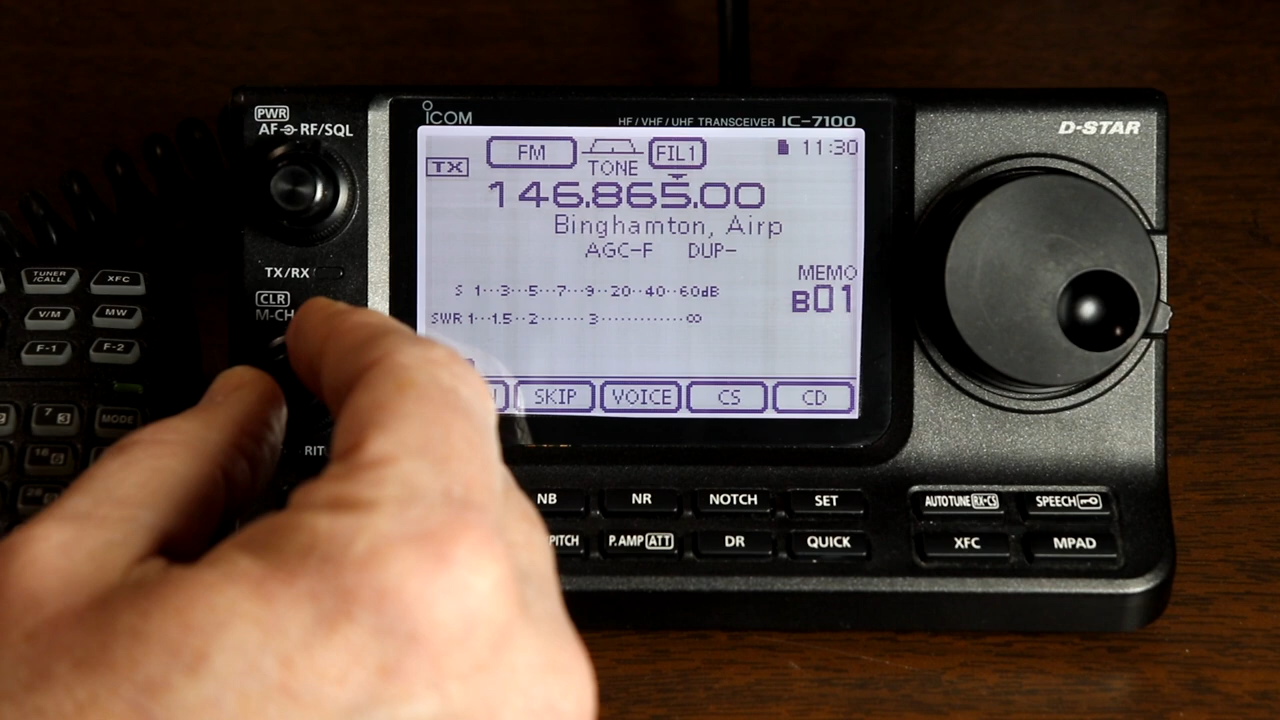 PWR
AF RF/SQL
ICOM
HF/VHF/UHF TRANSCEIVER IC-7100
D-STAR
FM
TONE
FIL1
11:30
TX
146.865.00
Binghamton, Airp
AGC-F DUP-
MEMO
B01
S 1··3··5··7··9··20··40··60dB
SWR 1··1.5··2······3············∞
SKIP
VOICE
CS
CD
TX/RX
CLR
M-CH
RIT
TUNER/CALL
XFC
V/M
MW
F-1
F-2
7
MODE
NB
NR
NOTCH
SET
PITCH
P.AMP ATT
DR
QUICK
AUTOTUNE RX-CS
SPEECH
XFC
MPAD